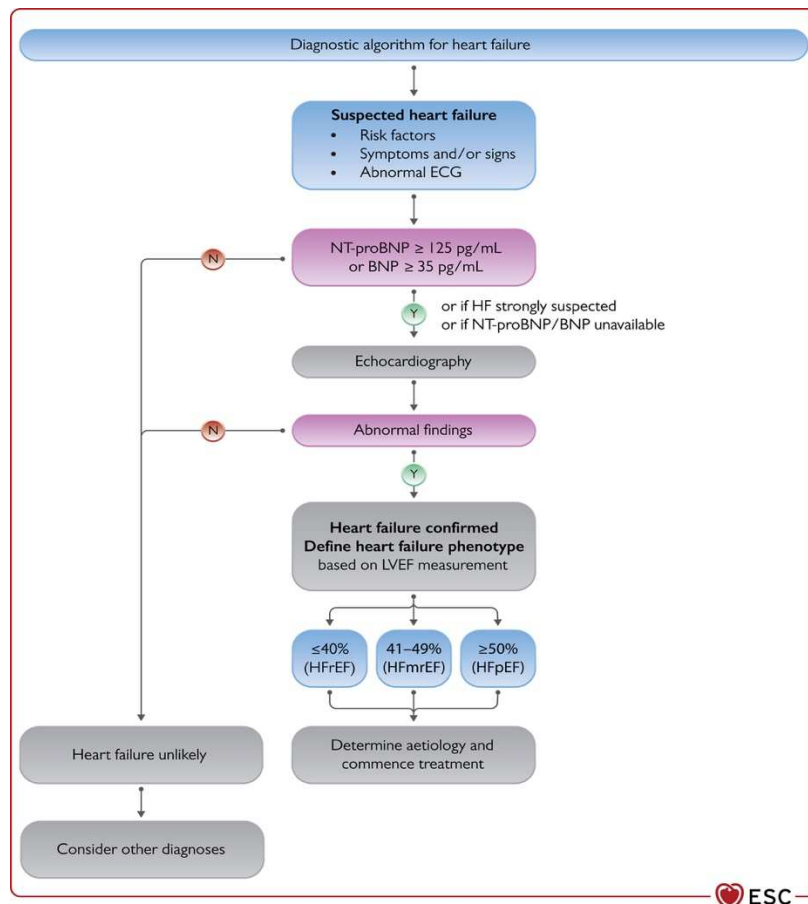 Diagnostic algorithm for heart failure
Suspected heart failure
• Risk factors
• Symptoms and/or signs
• Abnormal ECG
N
NT-proBNP ≥ 125 pg/mL
or BNP ≥ 35 pg/mL
Y
or if HF strongly suspected
or if NT-proBNP/BNP unavailable
Echocardiography
N
Abnormal findings
Y
Heart failure confirmed
Define heart failure phenotype
based on LVEF measurement
≤40%
(HFrEF)
41–49%
(HFmrEF)
≥50%
(HFpEF)
Heart failure unlikely
Determine aetiology and
commence treatment
Consider other diagnoses
ESC